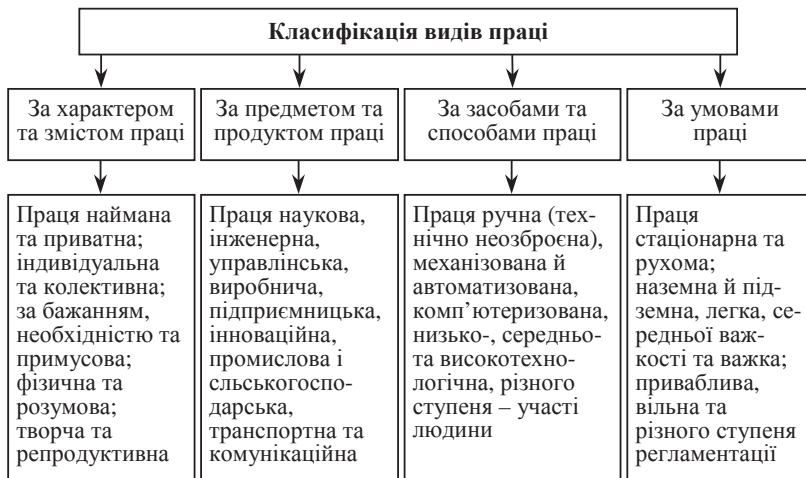 Класифікація видів праці
За характером
та змістом праці
За предметом та
продуктом праці
За засобами та
способами праці
За умовами
праці
Праця наймана
та приватна;
індивідуальна
та колективна;
за бажанням,
необхідністю та
примусова;
фізична та
розумова;
творча та
репродуктивна
Праця наукова,
інженерна,
управлінська,
виробнича,
підприємницька,
інноваційна,
промислова і
сльськогоспо-
дарська,
транспортна та
комунікаційна
Праця ручна (тех-
нічно неозброєна),
механізована й
автоматизована,
комп’ютеризована,
низько-, середньо-
та високотехно-
логічна, різного
ступеня – участі
людини
Праця
стаціонарна та
рухома;
наземна й під-
земна, легка, се-
редньої важ-
кості та важка;
приваблива,
вільна та
різного ступеня
регламентації